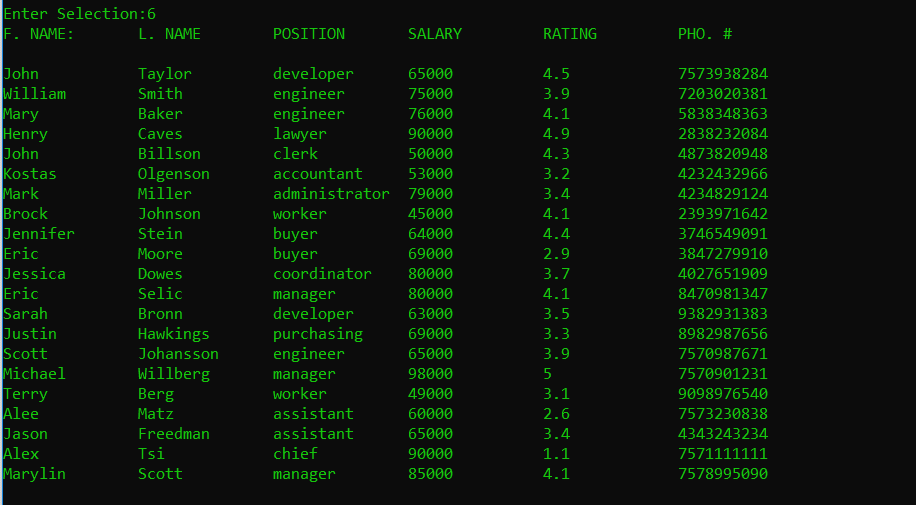 Enter Selection:6
F. NAME: L. NAME POSITION SALARY RATING PHO. #
John Taylor developer 65000 4.5 7573938284
William Smith engineer 75000 3.9 7203020381
Mary Baker engineer 76000 4.1 5838348363
Henry Caves lawyer 90000 4.9 2838232084
John Billson clerk 50000 4.3 4873820948
Kostas Olgenson accountant 53000 3.2 4232432966
Mark Miller administrator 79000 3.4 4234829124
Brock Johnson worker 45000 4.1 2393971642
Jennifer Stein buyer 64000 4.4 3746549091
Eric Moore buyer 69000 2.9 3847279910
Jessica Dowes coordinator 80000 3.7 4027651909
Eric Selic manager 80000 4.1 8470981347
Sarah Bronn developer 63000 3.5 9382931383
Justin Hawkings purchasing 69000 3.3 8982987656
Scott Johansson engineer 65000 3.9 7570987671
Michael Willberg manager 98000 5 7570901231
Terry Berg worker 49000 3.1 9098976540
Alee Matz assistant 60000 2.6 7573230838
Jason Freedman assistant 65000 3.4 4343243234
Alex Tsi chief 90000 1.1 7571111111
Marylin Scott manager 85000 4.1 7578995090